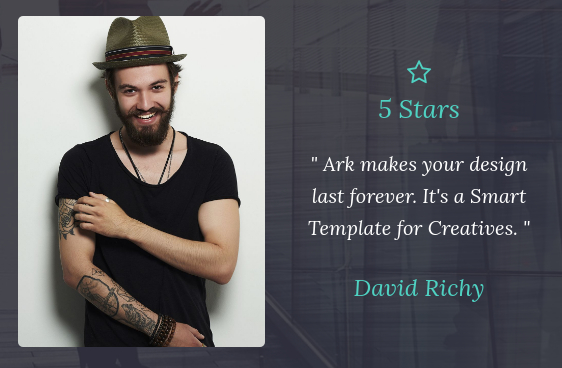 5 Stars
" Ark makes your design
last forever. It's a Smart
Template for Creatives. "
David Richy